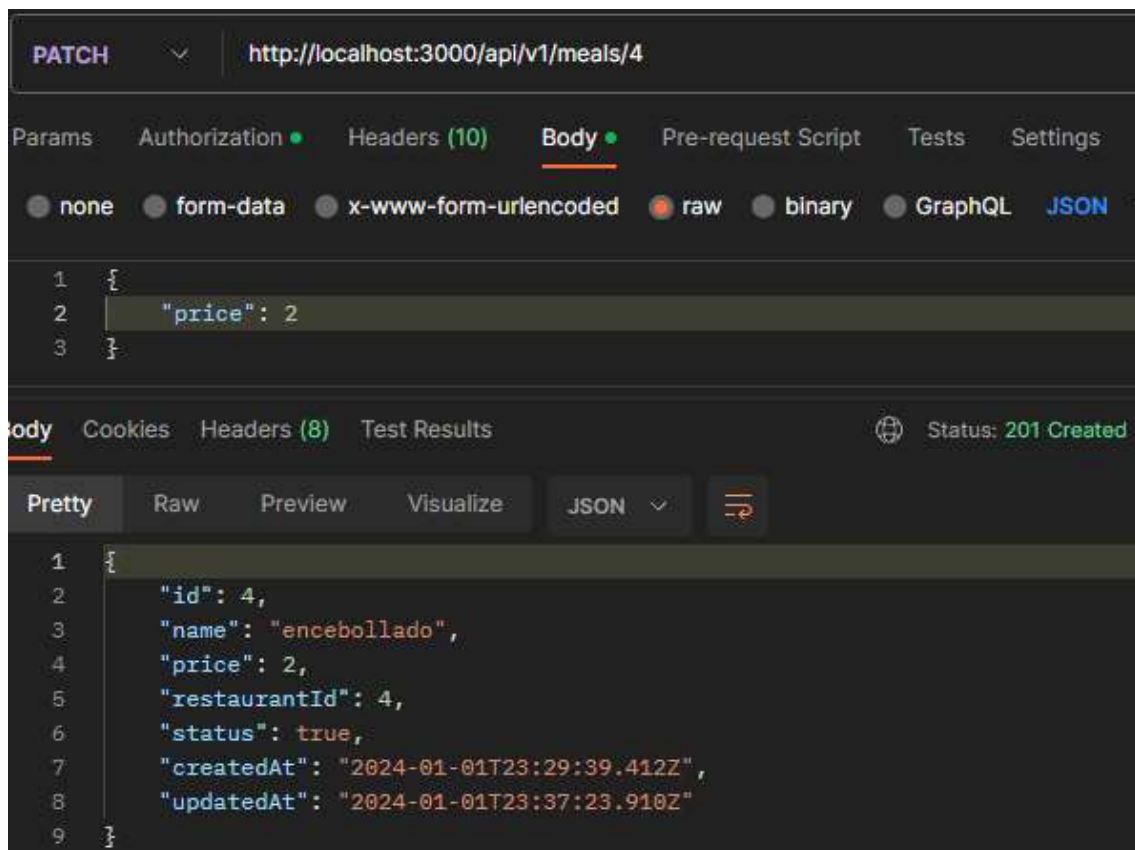 PATCH http://localhost:3000/api/v1/meals/4
Params Authorization Headers (10) Body Pre-request Script Tests Settings
none form-data x-www-form-urlencoded raw binary GraphQL JSON
1 {
2 "price": 2
3 }
Body Cookies Headers (8) Test Results Status: 201 Created
Pretty Raw Preview Visualize JSON
1 {
2 "id": 4,
3 "name": "encebollado",
4 "price": 2,
5 "restaurantId": 4,
6 "status": true,
7 "createdAt": "2024-01-01T23:29:39.412Z",
8 "updatedAt": "2024-01-01T23:37:23.910Z"
9 }